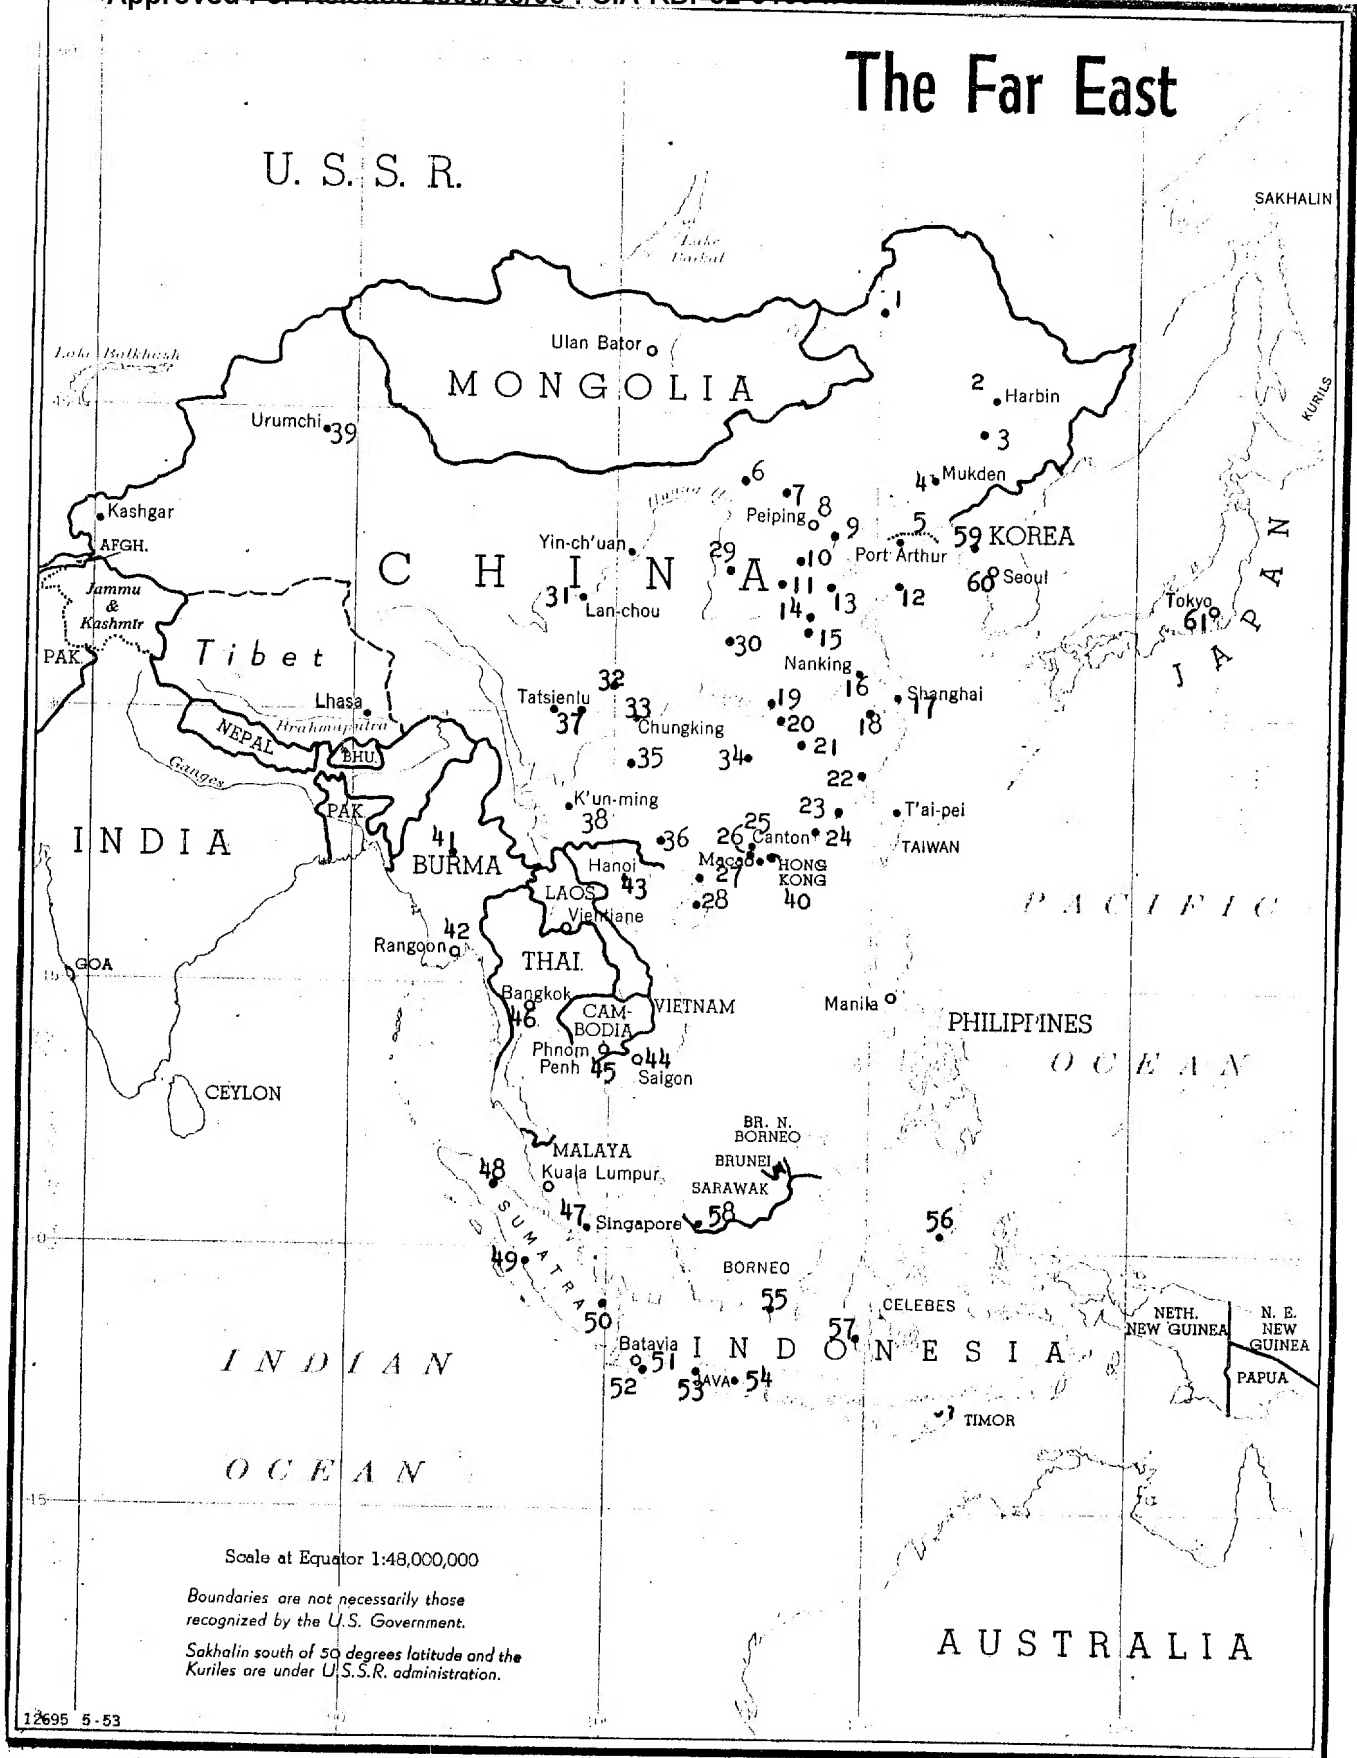 The Far East
U. S. S. R.
SAKHALIN
Lake
Baikal
1
Ulan Bator
MONGOLIA
Lake Balkhash
45
2
Harbin
KURILS
Urumchi
39
3
6
4
Mukden
7
8
Peiping
Kashgar
9
5
59
KOREA
AFGH.
Yin-ch'uan
29
10
Port Arthur
CHINA
Jammu
&
Kashmir
31
Lan-chou
11
13
12
60
Seoul
14
Tokyo
61
JAPAN
15
30
PAK.
Tibet
Nanking
16
32
Lhasa
Tatsienlu
37
33
Chungking
19
Shanghai
17
18
20
Brahmaputra
NEPAL
BHU.
21
35
34
Ganges
22
K'un-ming
38
23
T'ai-pei
PAK.
25
INDIA
41
BURMA
36
26
Canton
24
TAIWAN
Hanoi
43
Macao
27
HONG
KONG
40
LAOS
28
PACIFIC
Vientiane
42
Rangoon
GOA
15
THAI.
Bangkok
46
VIETNAM
Manila
CAM-
BODIA
PHILIPPINES
Phnom
Penh
45
44
Saigon
OCEAN
CEYLON
BR. N.
BORNEO
MALAYA
BRUNEI
48
Kuala Lumpur
SARAWAK
SUMATRA
47
Singapore
58
56
0
49
BORNEO
55
50
CELEBES
NETH.
NEW GUINEA
N. E.
NEW
GUINEA
57
Batavia
51
INDONESIA
INDIAN
52
53
JAVA
54
PAPUA
TIMOR
OCEAN
15
Scale at Equator 1:48,000,000
Boundaries are not necessarily those
recognized by the U.S. Government.
Sakhalin south of 50 degrees latitude and the
Kuriles are under U.S.S.R. administration.
AUSTRALIA
12695 5-53